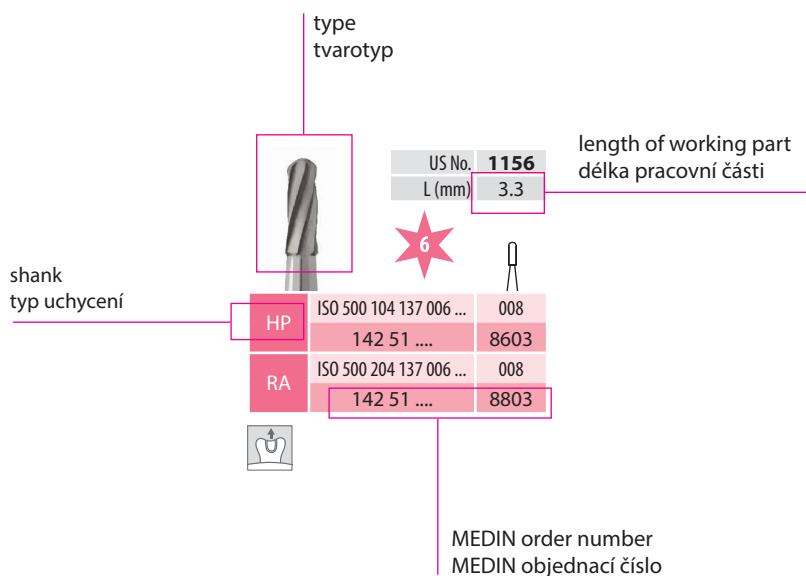 type
tvarotyp
length of working part
délka pracovní části
US No. 1156
L (mm) 3.3
6
shank
typ uchycení
HP
ISO 500 104 137 006 ... 008
142 51 .... 8603
RA
ISO 500 204 137 006 ... 008
142 51 .... 8803
MEDIN order number
MEDIN objednací číslo